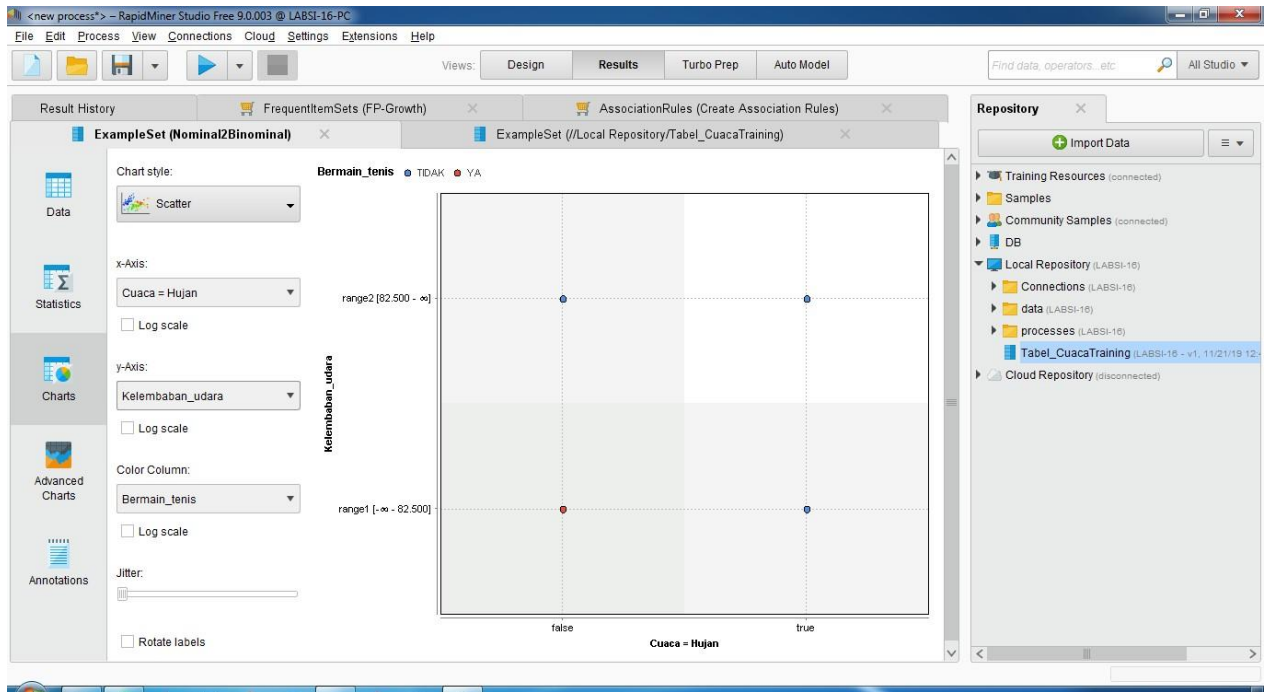 <new process*> – RapidMiner Studio Free 9.0.003 @ LABSI-16-PC
File Edit Process View Connections Cloud Settings Extensions Help
Views: Design Results Turbo Prep Auto Model
Find data, operators...etc
All Studio
Result History
FrequentItemSets (FP-Growth)
AssociationRules (Create Association Rules)
ExampleSet (Nominal2Binominal)
ExampleSet (//Local Repository/Tabel_CuacaTraining)
Data
Statistics
Charts
Advanced
Charts
Annotations
Chart style:
Scatter
x-Axis:
Cuaca = Hujan
Log scale
y-Axis:
Kelembaban_udara
Log scale
Color Column:
Bermain_tenis
Log scale
Jitter:
Rotate labels
Bermain_tenis TIDAK YA
range2 [82.500 - ∞]
Kelembaban_udara
range1 [-∞ - 82.500]
false true
Cuaca = Hujan
Repository
Import Data
Training Resources (connected)
Samples
Community Samples (connected)
DB
Local Repository (LABSI-16)
Connections (LABSI-16)
data (LABSI-16)
processes (LABSI-16)
Tabel_CuacaTraining (LABSI-16 - v1, 11/21/19 12:
Cloud Repository (disconnected)